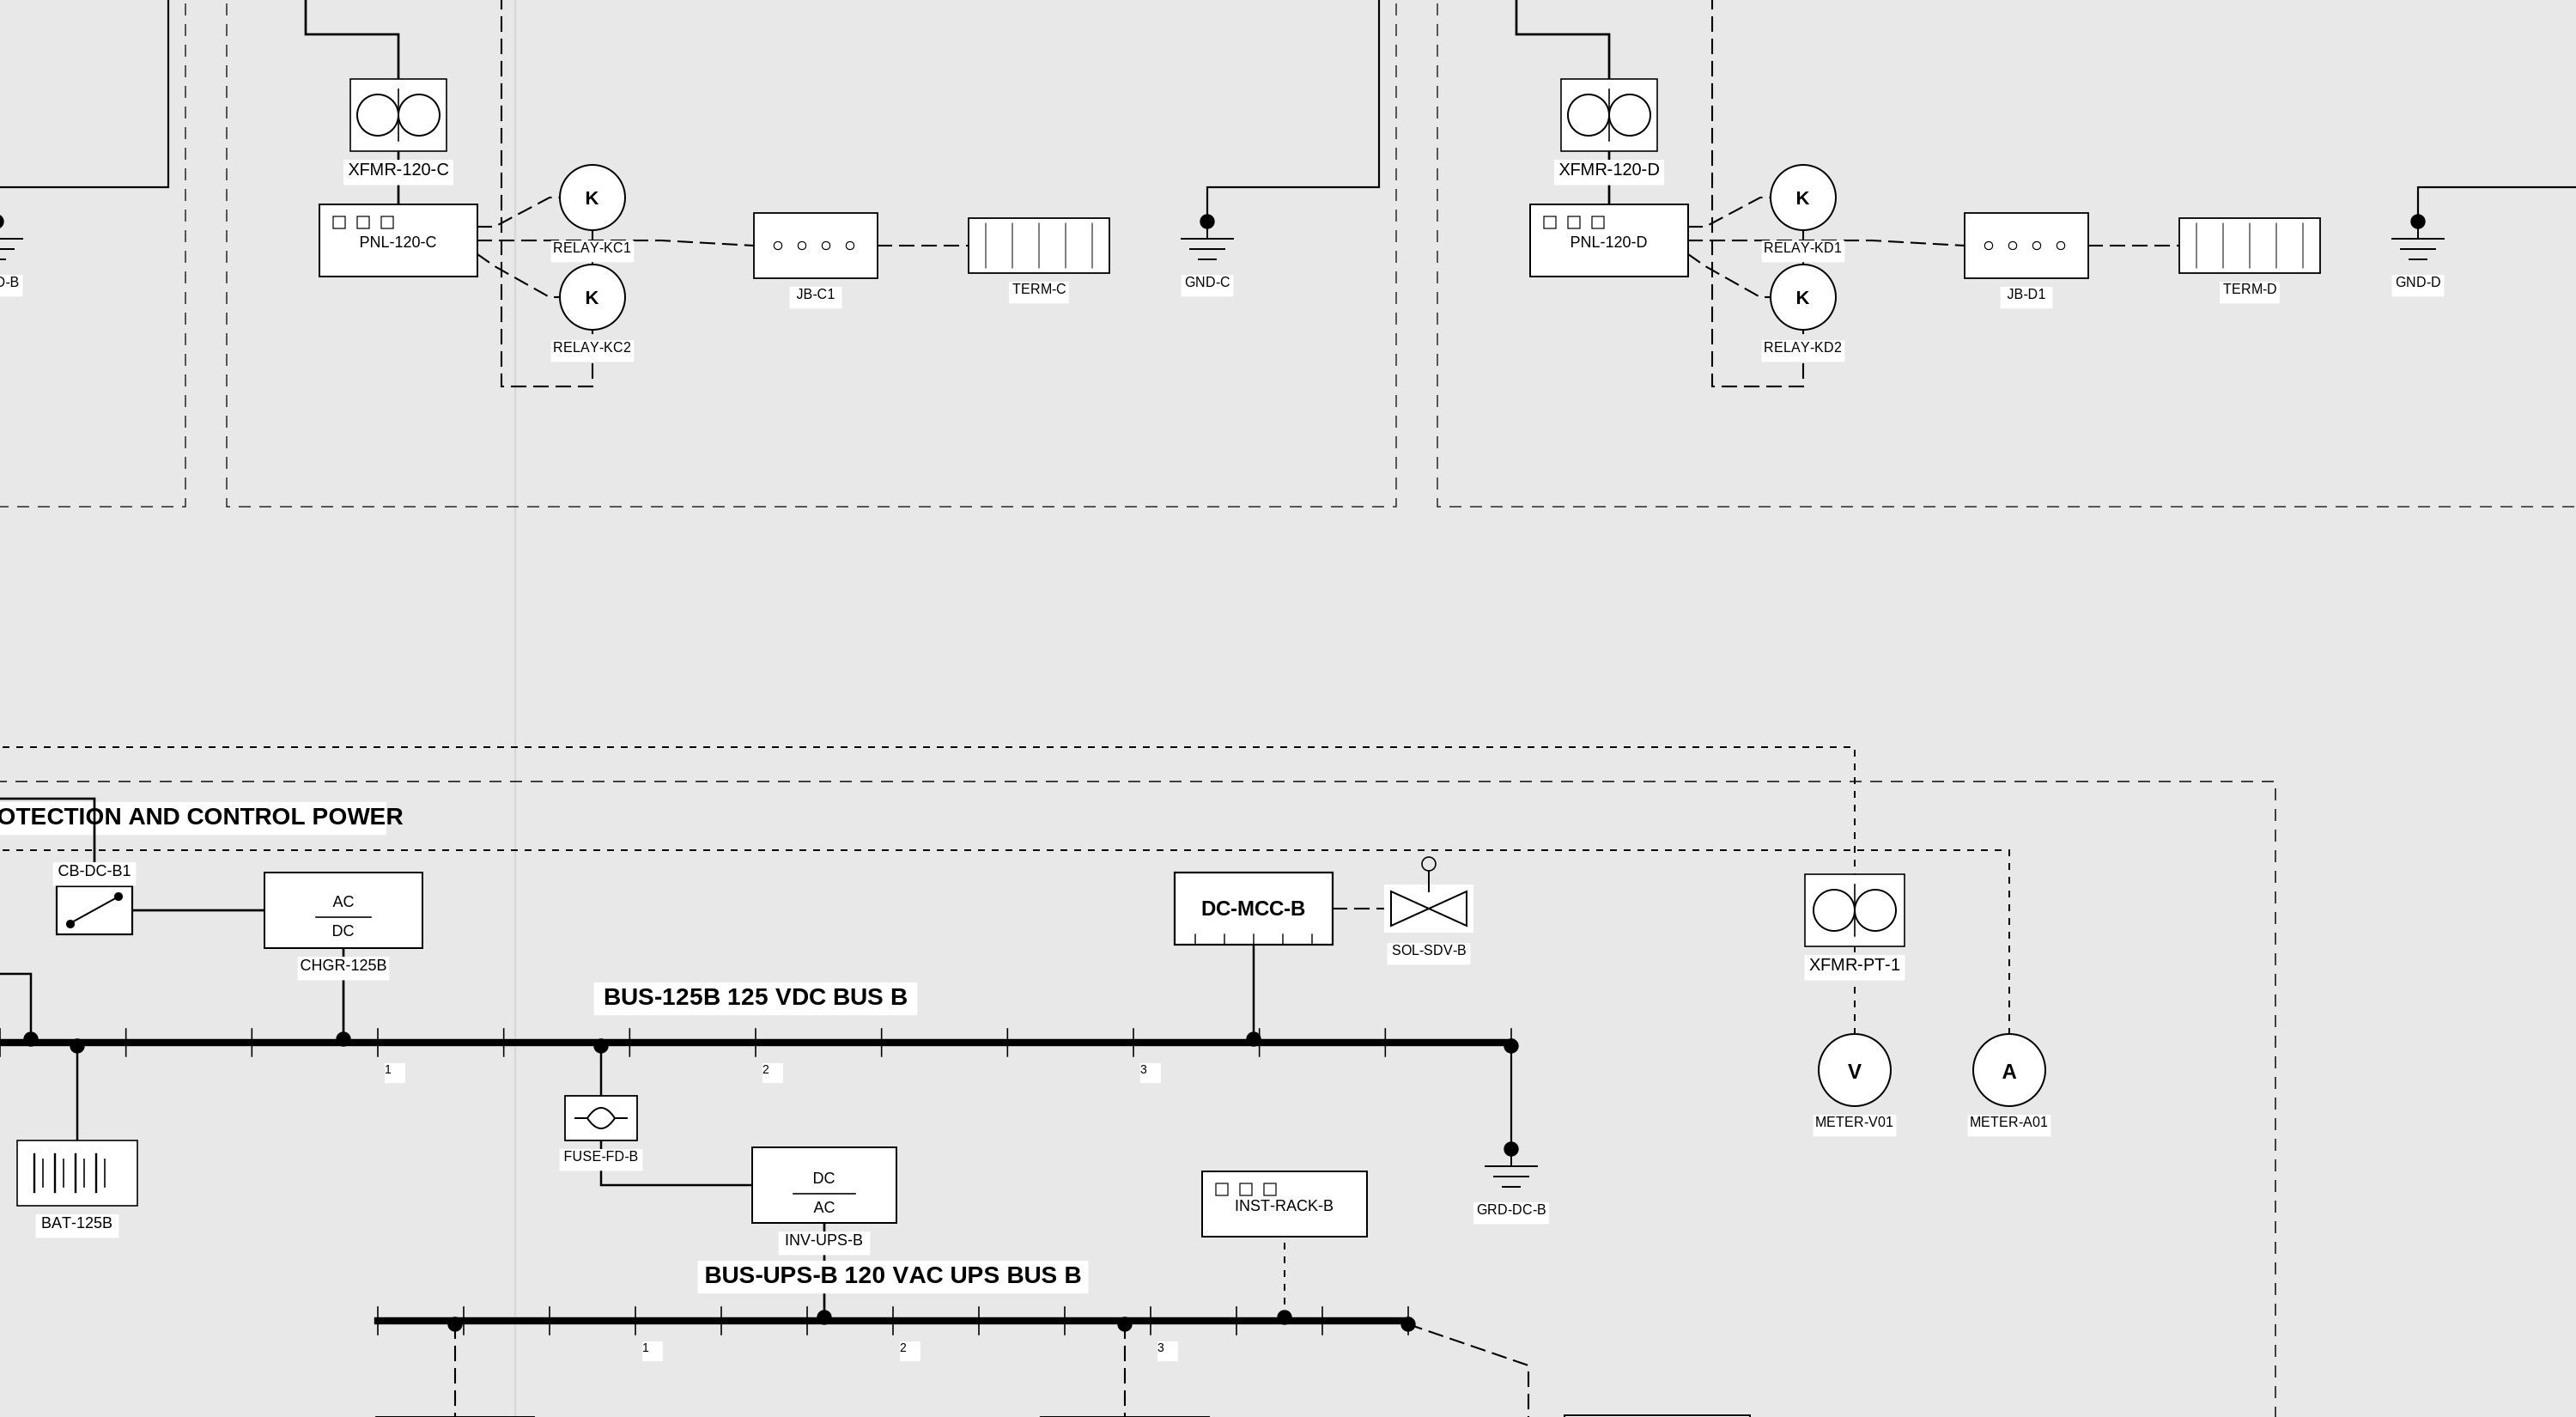 XFMR-120-C
XFMR-120-D
K
K
PNL-120-C
RELAY-KC1
PNL-120-D
RELAY-KD1
D-B
K
JB-C1
TERM-C
GND-C
K
JB-D1
TERM-D
GND-D
RELAY-KC2
RELAY-KD2
OTECTION AND CONTROL POWER
CB-DC-B1
AC
DC
CHGR-125B
DC-MCC-B
SOL-SDV-B
XFMR-PT-1
BUS-125B 125 VDC BUS B
1
2
3
V
A
METER-V01
METER-A01
FUSE-FD-B
DC
AC
INV-UPS-B
INST-RACK-B
GRD-DC-B
BAT-125B
BUS-UPS-B 120 VAC UPS BUS B
1
2
3